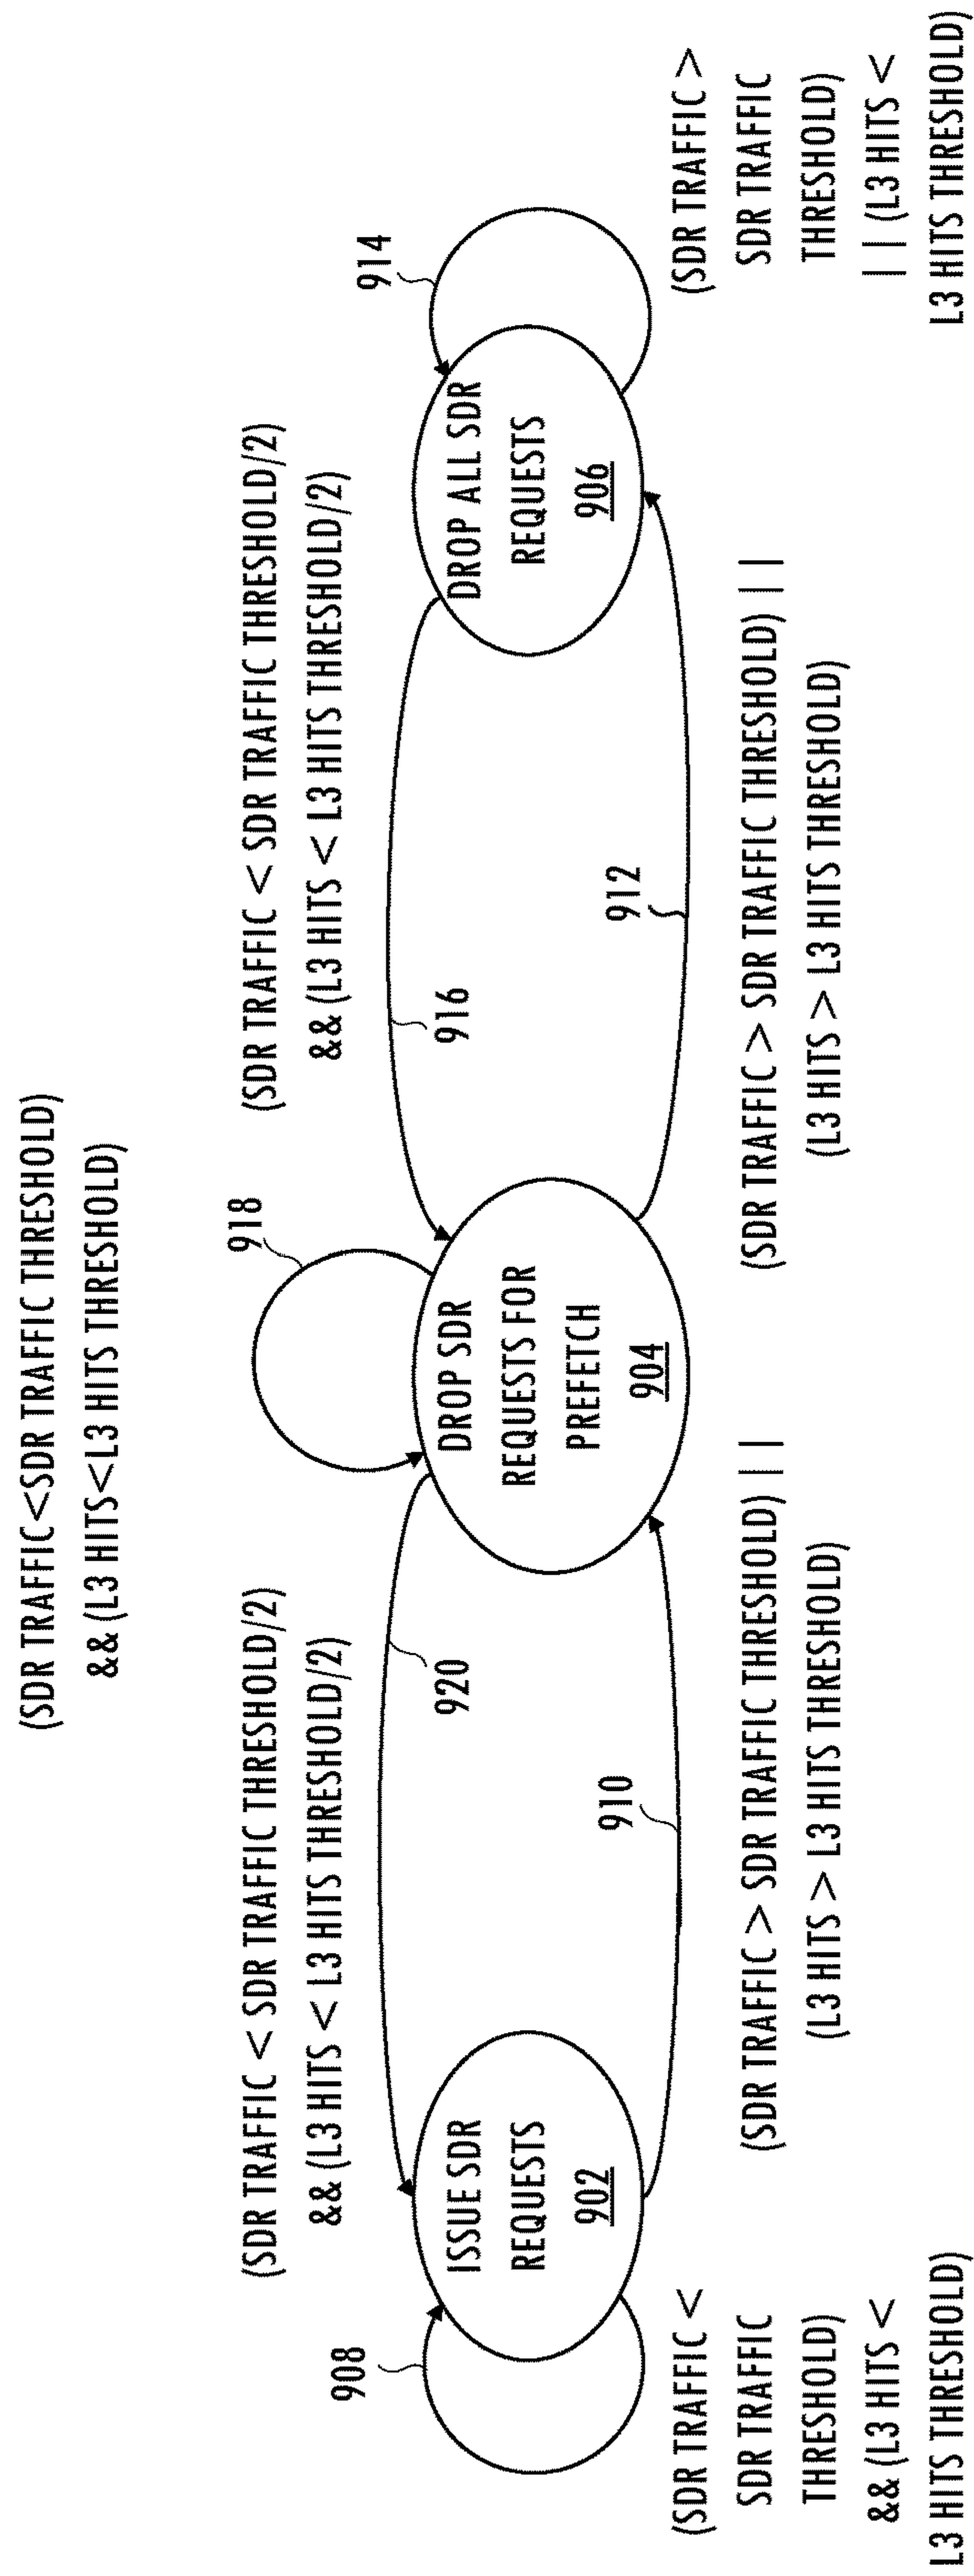 (SDR TRAFFIC<SDR TRAFFIC THRESHOLD)
&& (L3 HITS<L3 HITS THRESHOLD)
(SDR TRAFFIC < SDR TRAFFIC THRESHOLD/2)
&& (L3 HITS < L3 HITS THRESHOLD/2)
(SDR TRAFFIC < SDR TRAFFIC THRESHOLD/2)
&& (L3 HITS < L3 HITS THRESHOLD/2)
918
908
920
916
914
ISSUE SDR
REQUESTS
902
DROP SDR
REQUESTS FOR
PREFETCH
904
DROP ALL SDR
REQUESTS
906
910
912
(SDR TRAFFIC <
SDR TRAFFIC
THRESHOLD)
&& (L3 HITS <
L3 HITS THRESHOLD)
(SDR TRAFFIC > SDR TRAFFIC THRESHOLD) ||
(L3 HITS > L3 HITS THRESHOLD)
(SDR TRAFFIC > SDR TRAFFIC THRESHOLD) ||
(L3 HITS > L3 HITS THRESHOLD)
(SDR TRAFFIC >
SDR TRAFFIC
THRESHOLD)
|| (L3 HITS <
L3 HITS THRESHOLD)